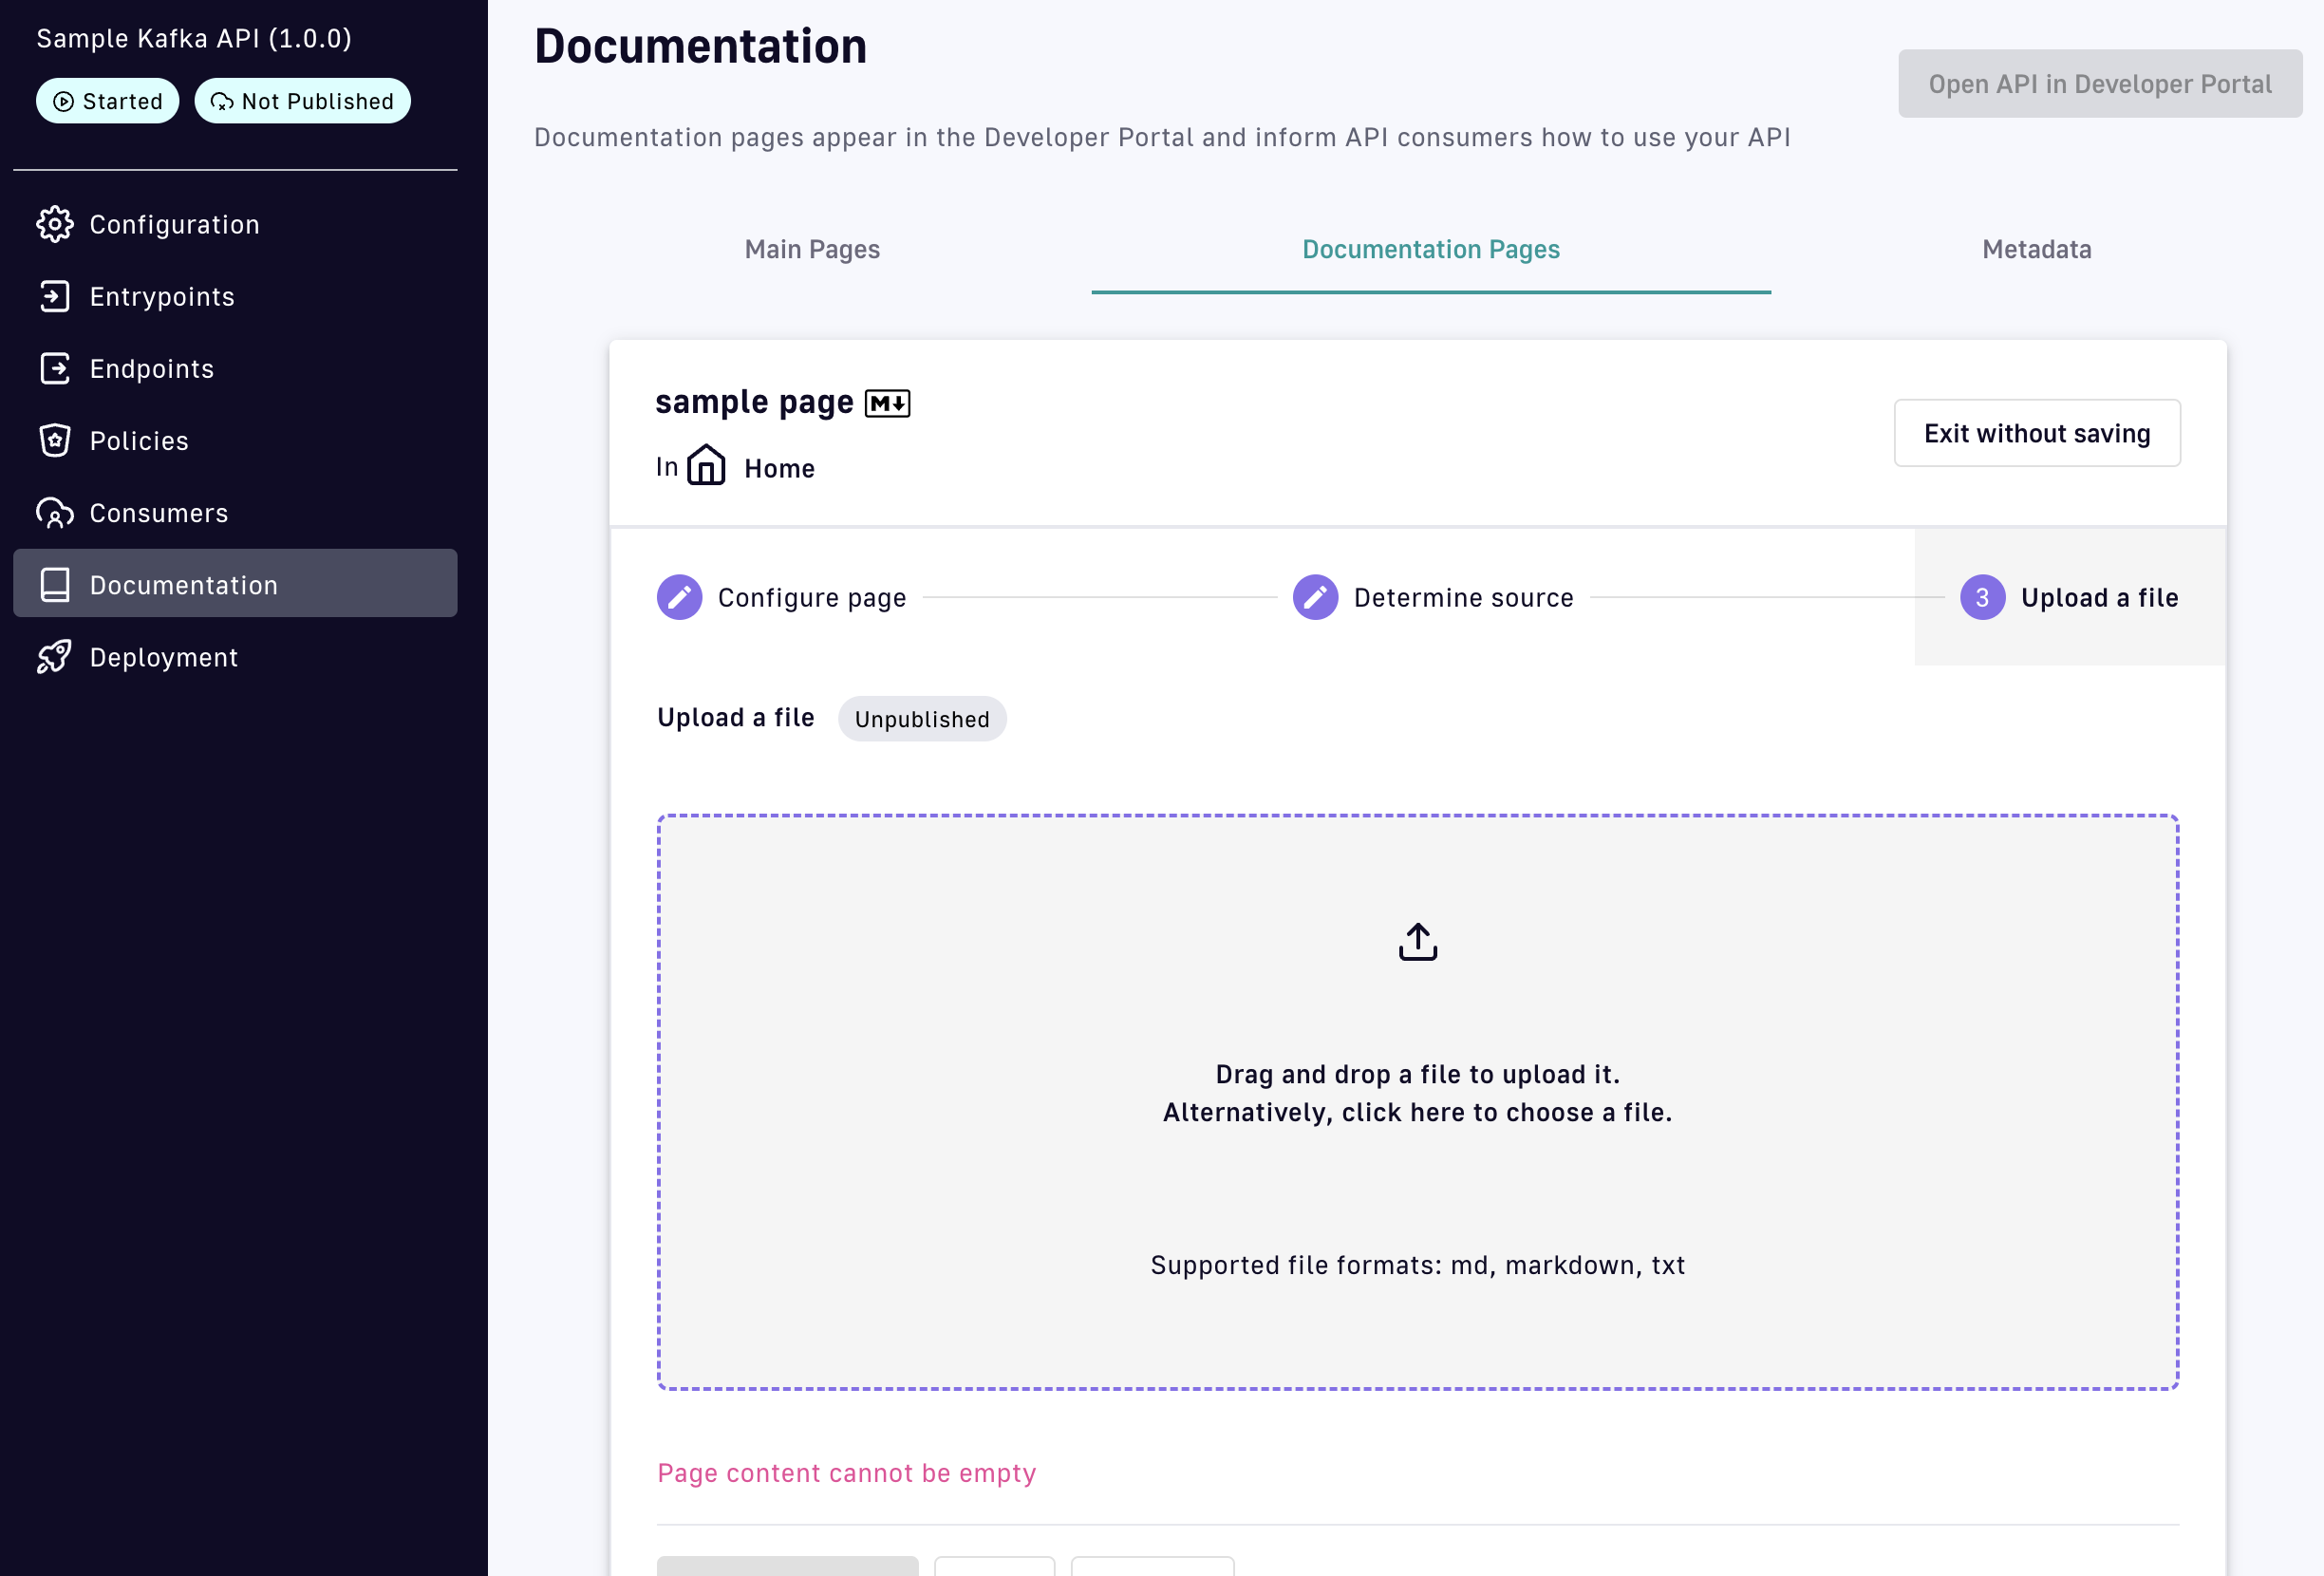 Sample Kafka API (1.0.0)
Started
Not Published
Configuration
Entrypoints
Endpoints
Policies
Consumers
Documentation
Deployment
Documentation
Open API in Developer Portal
Documentation pages appear in the Developer Portal and inform API consumers how to use your API
Main Pages
Documentation Pages
Metadata
sample page M
In Home
Exit without saving
Configure page
Determine source
3 Upload a file
Upload a file Unpublished
Drag and drop a file to upload it.
Alternatively, click here to choose a file.
Supported file formats: md, markdown, txt
Page content cannot be empty